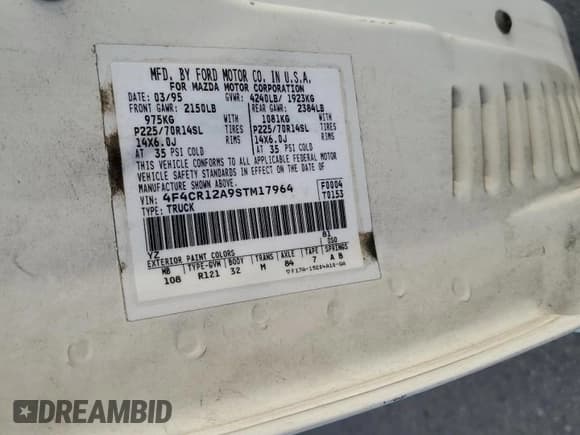 MFD. BY FORD MOTOR CO. IN U.S.A.
FOR MAZDA MOTOR CORPORATION
DATE: 03/95 GVWR: 4240LB/ 1923KG
FRONT GAWR: 2150LB REAR GAWR: 2384LB
975KG WITH 1081KG WITH
P225/70R14SL TIRES P225/70R14SL TIRES
14X6.0J RIMS 14X6.0J RIMS
AT 35 PSI COLD AT 35 PSI COLD
THIS VEHICLE CONFORMS TO ALL APPLICABLE FEDERAL MOTOR
VEHICLE SAFETY STANDARDS IN EFFECT ON THE DATE OF
MANUFACTURE SHOWN ABOVE.
VIN: 4F4CR12A9STM17964 F0004
TYPE: TRUCK T0153
YZ 81
EXTERIOR PAINT COLORS DSO
WB TYPE-GVW BODY TRANS AXLE TAPE SPRINGS
108 R121 32 M 84 7 A B
DREAMBID